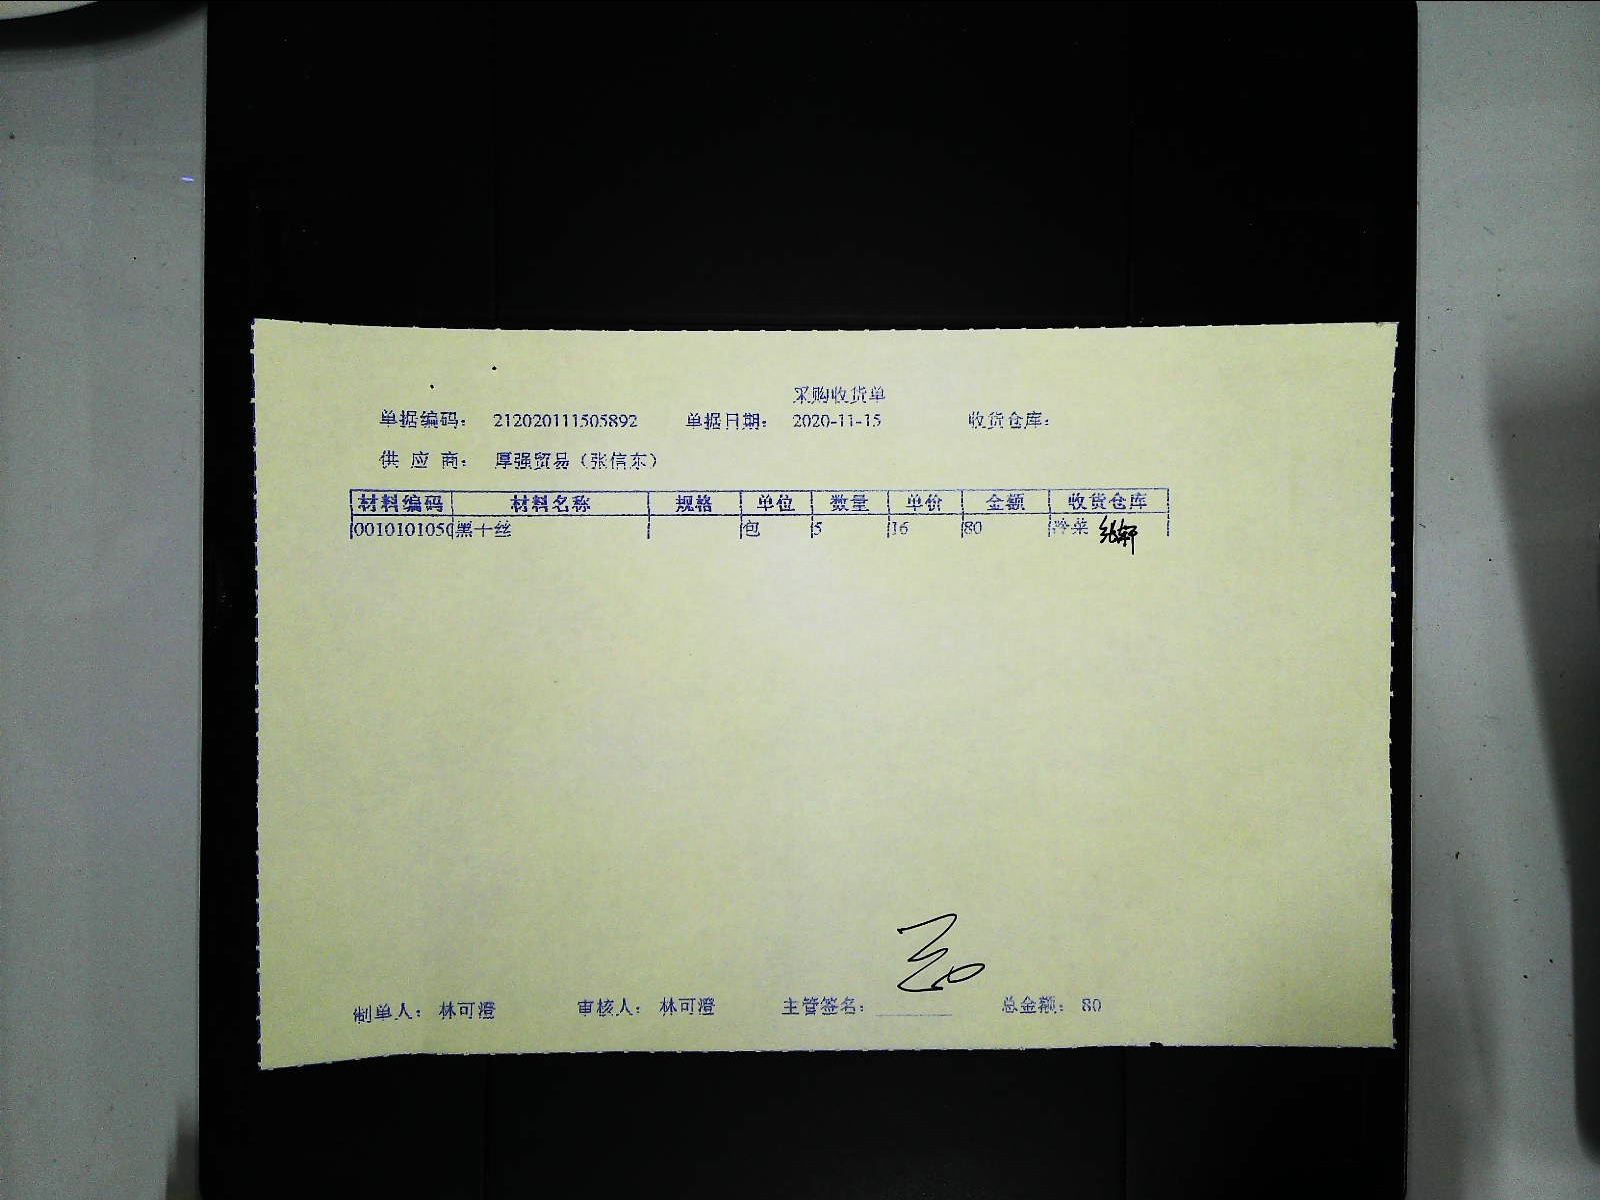 采购收货单
单据编码： 212020111505892 单据日期： 2020-11-15 收货仓库：
供 应 商： 厚强贸易（张信东）
材料编码 材料名称 规格 单位 数量 单价 金额 收货仓库
0010101050 黑千丝 包 5 16 80 冷菜
制单人： 林可澄 审核人： 林可澄 主管签名： 总金额： 80